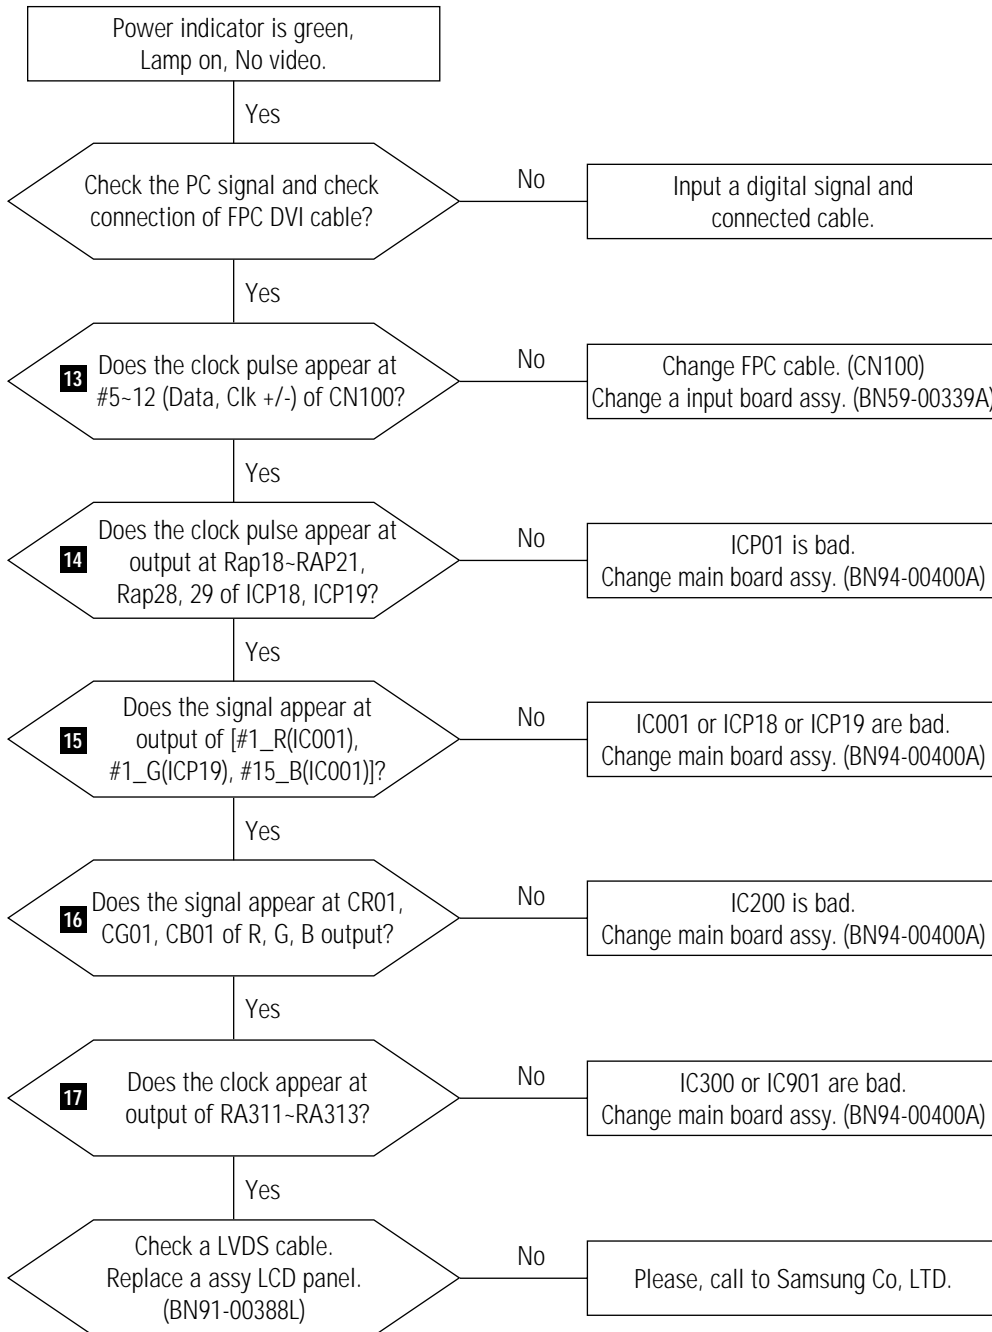 Power indicator is green,
Lamp on, No video.
Yes
Check the PC signal and check
connection of FPC DVI cable?
No
Input a digital signal and
connected cable.
Yes
13
Does the clock pulse appear at
#5~12 (Data, Clk +/-) of CN100?
No
Change FPC cable. (CN100)
Change a input board assy. (BN59-00339A)
Yes
14
Does the clock pulse appear at
output at Rap18~RAP21,
Rap28, 29 of ICP18, ICP19?
No
ICP01 is bad.
Change main board assy. (BN94-00400A)
Yes
15
Does the signal appear at
output of [#1_R(IC001),
#1_G(ICP19), #15_B(IC001)]?
No
IC001 or ICP18 or ICP19 are bad.
Change main board assy. (BN94-00400A)
Yes
16
Does the signal appear at CR01,
CG01, CB01 of R, G, B output?
No
IC200 is bad.
Change main board assy. (BN94-00400A)
Yes
17
Does the clock appear at
output of RA311~RA313?
No
IC300 or IC901 are bad.
Change main board assy. (BN94-00400A)
Yes
Check a LVDS cable.
Replace a assy LCD panel.
(BN91-00388L)
No
Please, call to Samsung Co, LTD.